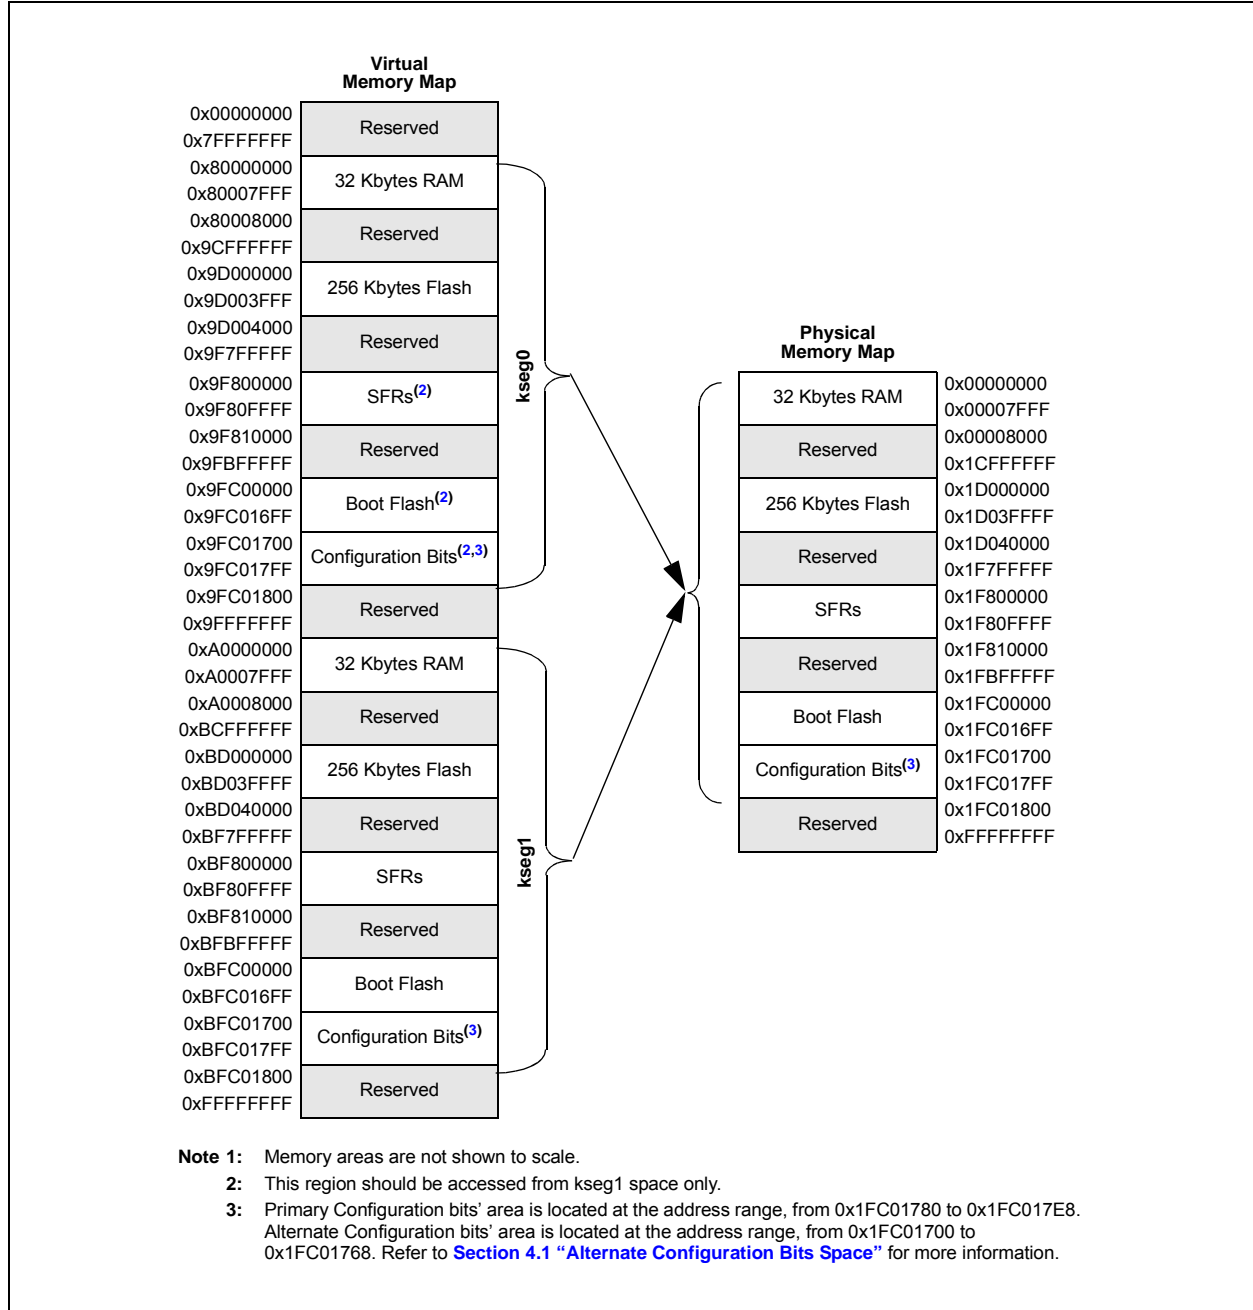 Virtual
Memory Map
0x00000000
Reserved
0x7FFFFFFF
0x80000000
32 Kbytes RAM
0x80007FFF
0x80008000
Reserved
0x9CFFFFFF
0x9D000000
256 Kbytes Flash
0x9D003FFF
0x9D004000
Reserved
0x9F7FFFFF
0x9F800000
SFRs(2)
0x9F80FFFF
0x9F810000
Reserved
0x9FBFFFFF
0x9FC00000
Boot Flash(2)
0x9FC016FF
0x9FC01700
Configuration Bits(2,3)
0x9FC017FF
0x9FC01800
Reserved
0x9FFFFFFF
0xA0000000
32 Kbytes RAM
0xA0007FFF
0xA0008000
Reserved
0xBCFFFFFF
0xBD000000
256 Kbytes Flash
0xBD03FFFF
0xBD040000
Reserved
0xBF7FFFFF
0xBF800000
SFRs
0xBF80FFFF
0xBF810000
Reserved
0xBFBFFFFF
0xBFC00000
Boot Flash
0xBFC016FF
0xBFC01700
Configuration Bits(3)
0xBFC017FF
0xBFC01800
Reserved
0xFFFFFFFF
kseg0
kseg1
Physical
Memory Map
32 Kbytes RAM
0x00000000
0x00007FFF
Reserved
0x00008000
0x1CFFFFFF
256 Kbytes Flash
0x1D000000
0x1D03FFFF
Reserved
0x1D040000
0x1F7FFFFF
SFRs
0x1F800000
0x1F80FFFF
Reserved
0x1F810000
0x1FBFFFFF
Boot Flash
0x1FC00000
0x1FC016FF
Configuration Bits(3)
0x1FC01700
0x1FC017FF
Reserved
0x1FC01800
0xFFFFFFFF
Note 1: Memory areas are not shown to scale.
2: This region should be accessed from kseg1 space only.
3: Primary Configuration bits’ area is located at the address range, from 0x1FC01780 to 0x1FC017E8.
Alternate Configuration bits’ area is located at the address range, from 0x1FC01700 to
0x1FC01768. Refer to Section 4.1 “Alternate Configuration Bits Space” for more information.